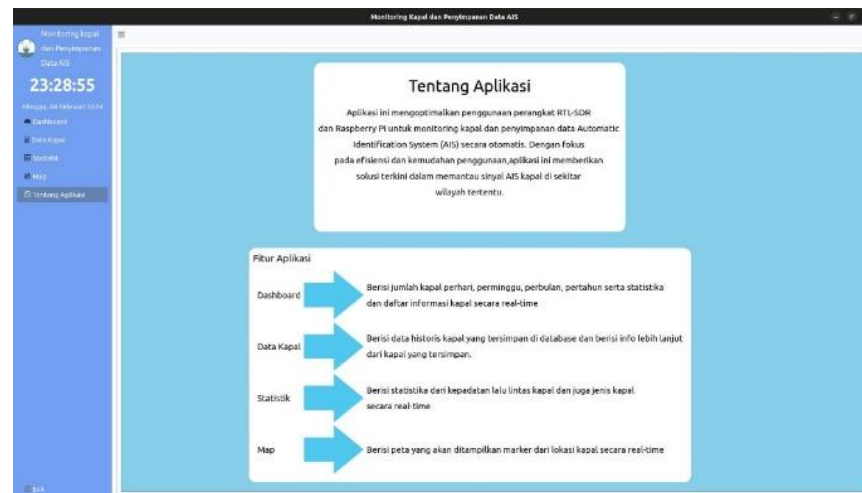 Monitoring Kapal dan Penyimpanan Data AIS
Monitoring kapal
dan Penyimpanan
Data AIS
23:28:55
Minggu, 04 Februari 2024
Dashboard
Data Kapal
Statistik
Map
Tentang Aplikasi
Exit
Tentang Aplikasi
Aplikasi ini mengoptimalkan penggunaan perangkat RTL-SDR
dan Raspberry Pi untuk monitoring kapal dan penyimpanan data Automatic
Identification System (AIS) secara otomatis. Dengan fokus
pada efisiensi dan kemudahan penggunaan,aplikasi ini memberikan
solusi terkini dalam memantau sinyal AIS kapal di sekitar
wilayah tertentu.
Fitur Aplikasi
Dashboard
Berisi jumlah kapal perhari, perminggu, perbulan, pertahun serta statistika
dan daftar informasi kapal secara real-time
Data Kapal
Berisi data historis kapal yang tersimpan di database dan berisi info lebih lanjut
dari kapal yang tersimpan.
Statistik
Berisi statistika dari kepadatan lalu lintas kapal dan juga jenis kapal
secara real-time
Map
Berisi peta yang akan ditampilkan marker dari lokasi kapal secara real-time